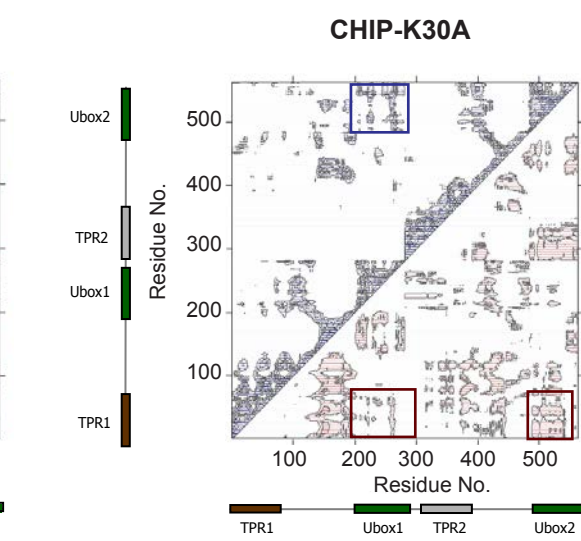 CHIP-K30A
Ubox2
TPR2
Ubox1
TPR1
Residue No.
500
400
300
200
100
100 200 300 400 500
Residue No.
TPR1 Ubox1 TPR2 Ubox2